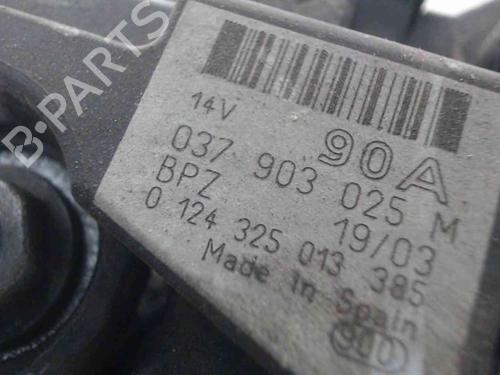 14V 90A
037 903 025 M
BPZ 19/03
0 124 325 013 385
Made in Spain
B-PARTS